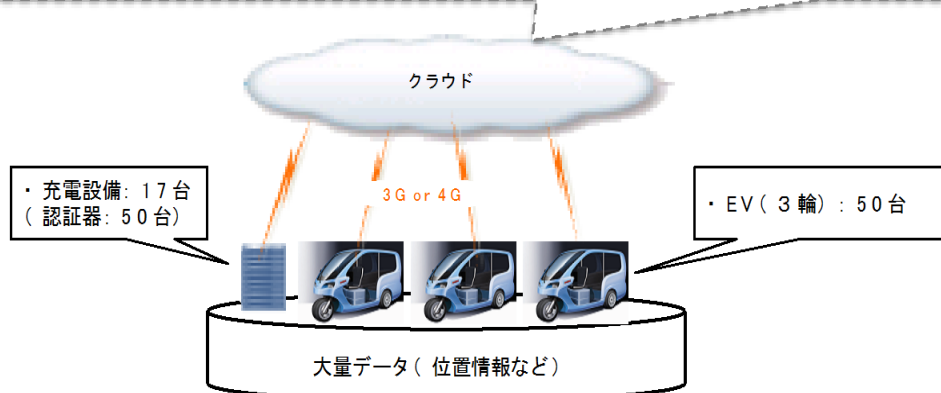 クラウド
3G or 4G
・ 充電設備: 17台
( 認証器: 50台)
・ EV( 3輪) : 50台
大量データ( 位置情報など)